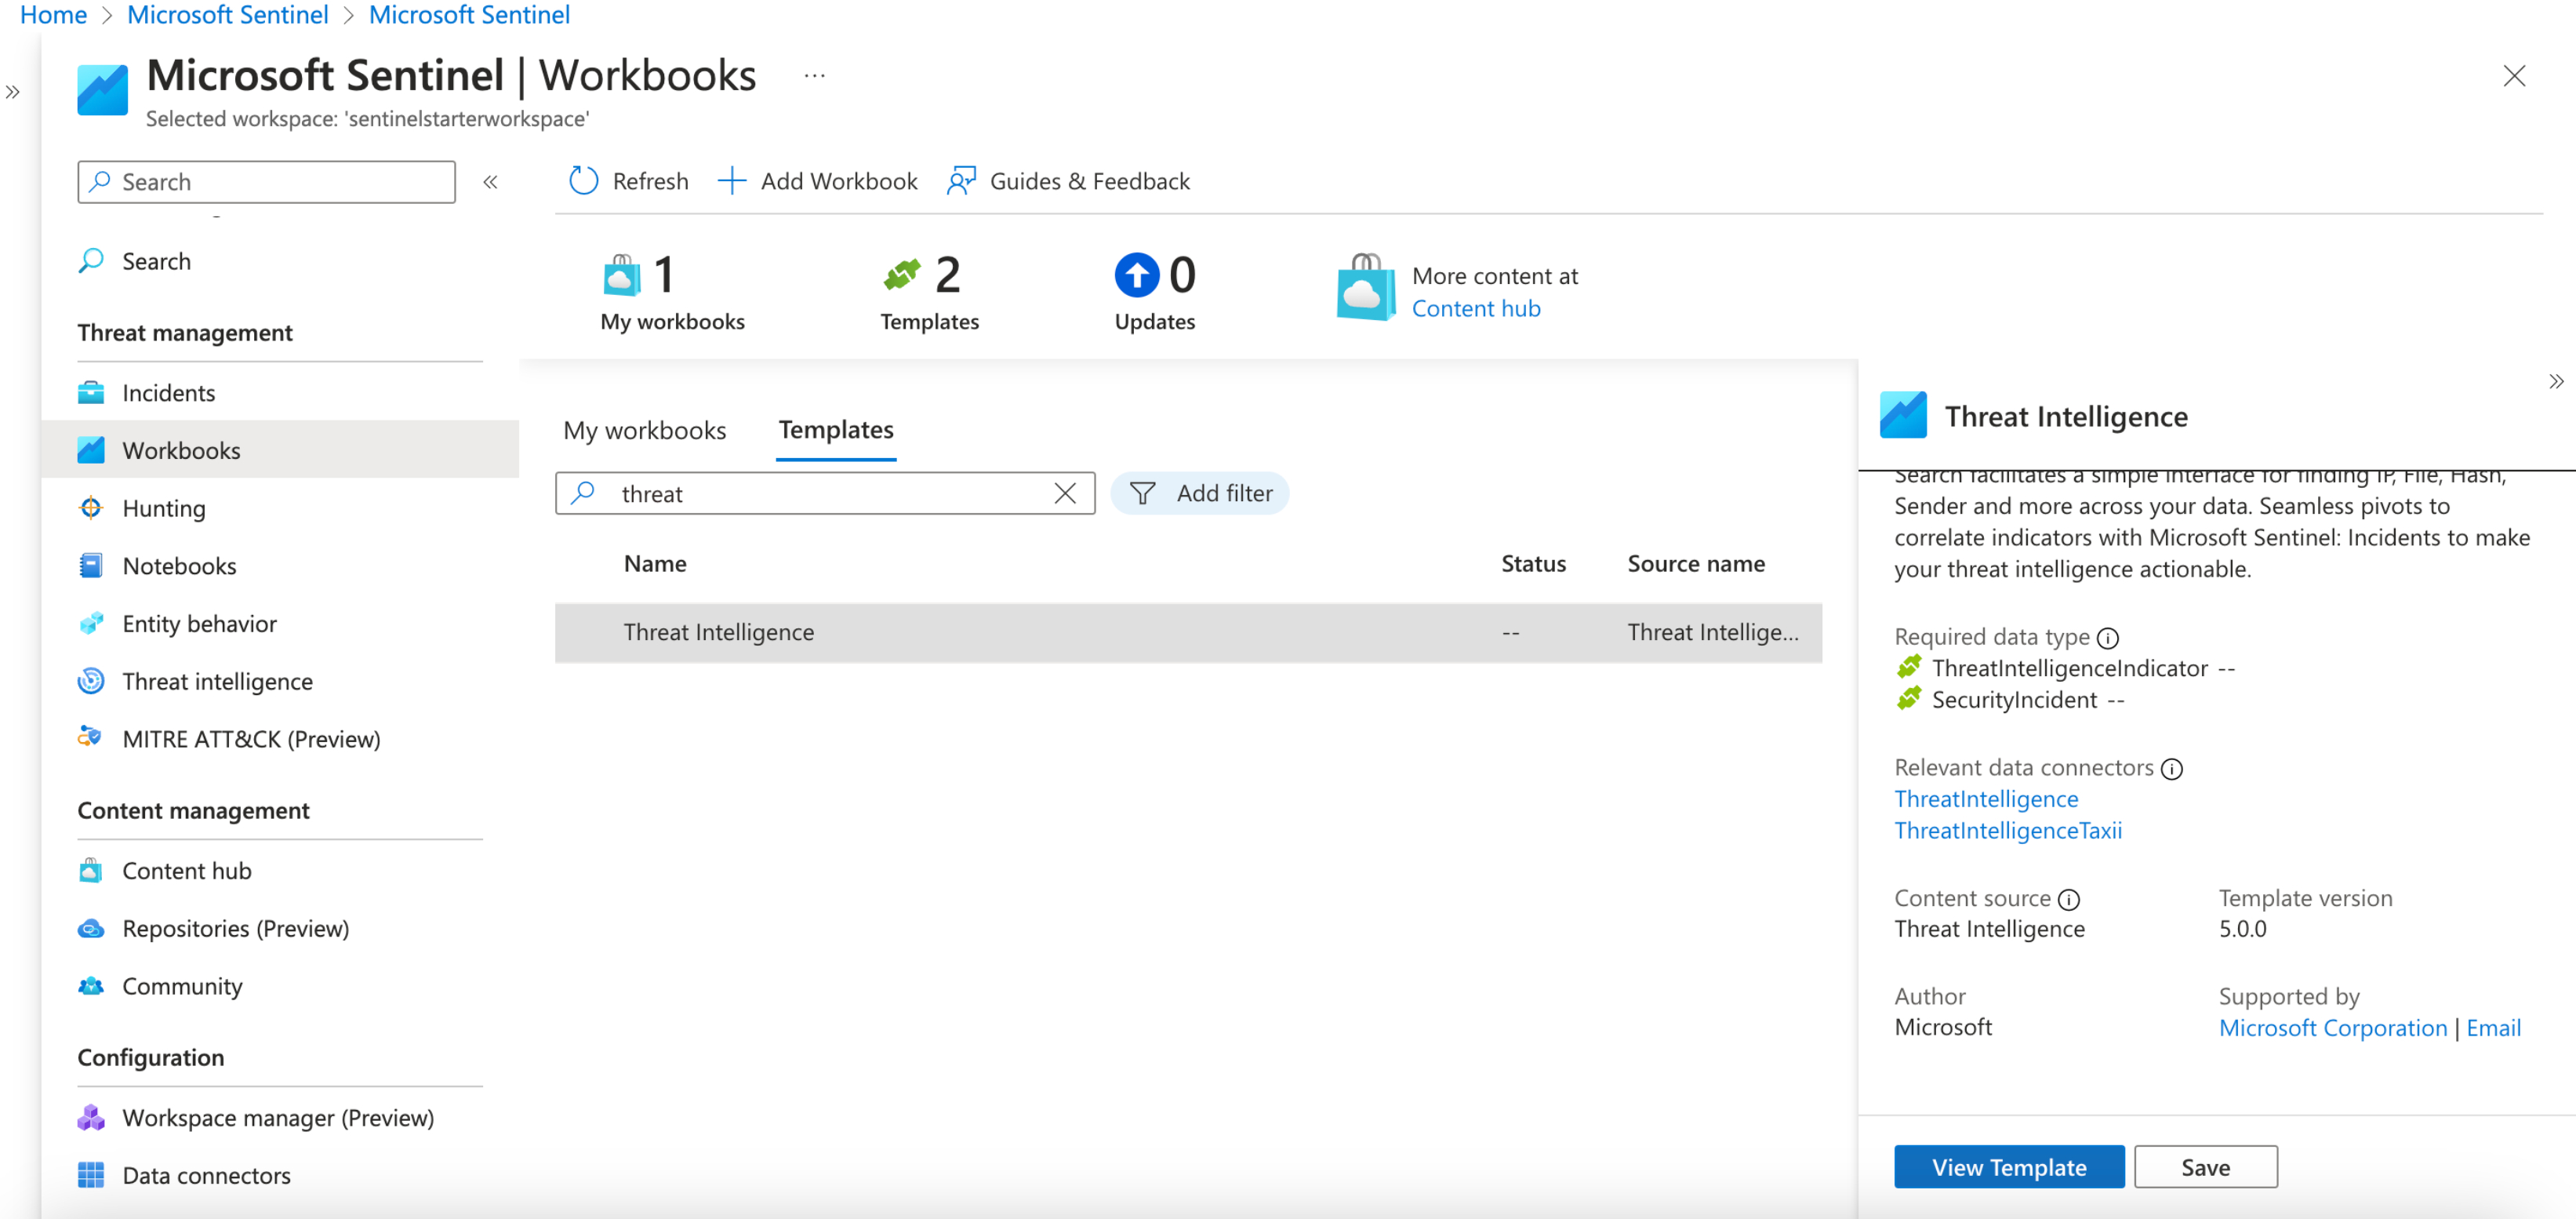 Home > Microsoft Sentinel > Microsoft Sentinel
Microsoft Sentinel | Workbooks ...
Selected workspace: 'sentinelstarterworkspace'
Search
Refresh
Add Workbook
Guides & Feedback
Search
Threat management
Incidents
Workbooks
Hunting
Notebooks
Entity behavior
Threat intelligence
MITRE ATT&CK (Preview)
Content management
Content hub
Repositories (Preview)
Community
Configuration
Workspace manager (Preview)
Data connectors
1
My workbooks
2
Templates
0
Updates
More content at
Content hub
My workbooks
Templates
threat
Add filter
Name Status Source name
Threat Intelligence -- Threat Intellige...
Threat Intelligence
Search facilitates a simple interface for finding IP, File, Hash,
Sender and more across your data. Seamless pivots to
correlate indicators with Microsoft Sentinel: Incidents to make
your threat intelligence actionable.
Required data type
ThreatIntelligenceIndicator --
SecurityIncident --
Relevant data connectors
ThreatIntelligence
ThreatIntelligenceTaxii
Content source Template version
Threat Intelligence 5.0.0
Author Supported by
Microsoft Microsoft Corporation | Email
View Template
Save